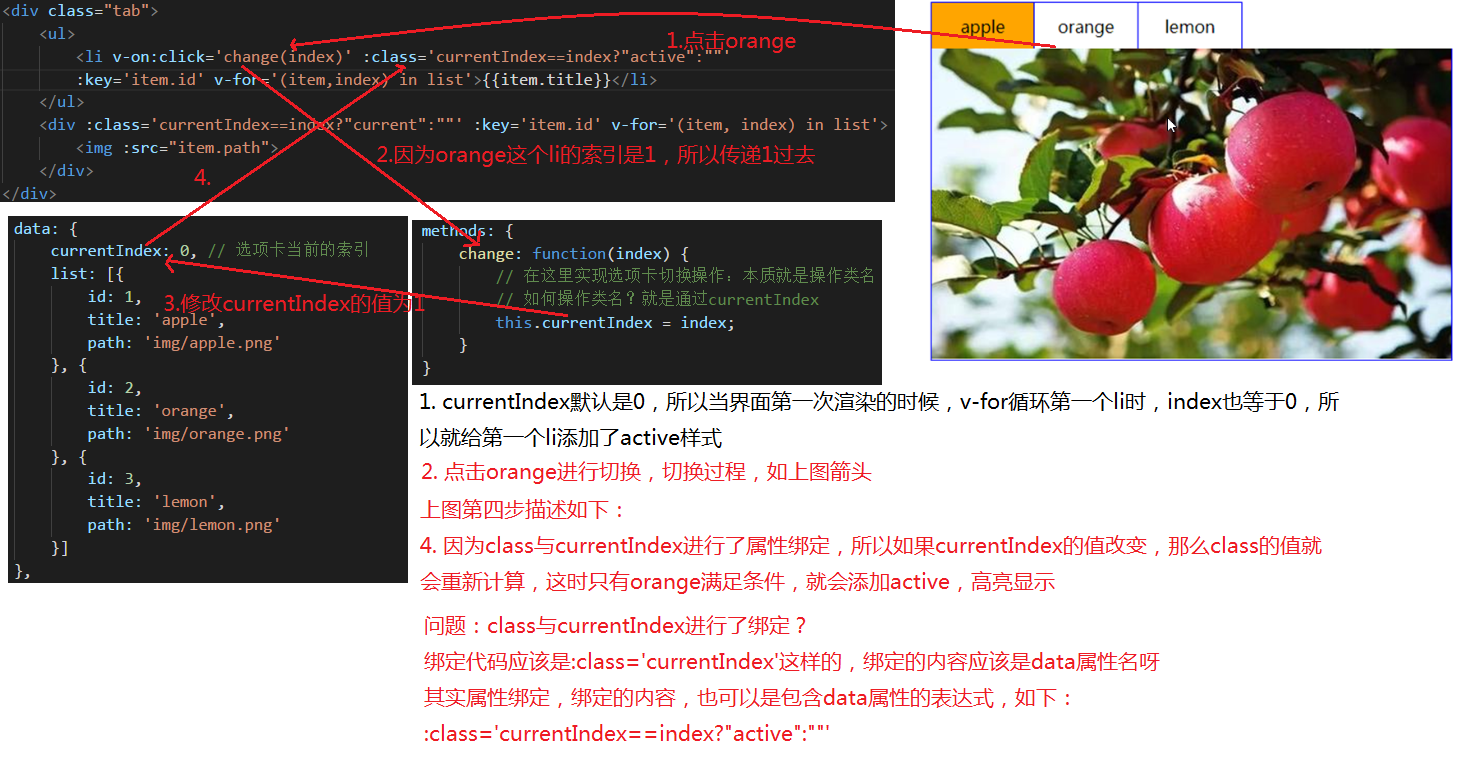 <div class="tab">
<ul>
<li v-on:click='change(index)' :class='currentIndex==index?"active":""'
:key='item.id' v-for='(item,index) in list'>{{item.title}}</li>
</ul>
<div :class='currentIndex==index?"current":""' :key='item.id' v-for='(item, index) in list'>
<img :src="item.path">
</div>
</div>
1.点击orange
2.因为orange这个li的索引是1，所以传递1过去
4.
apple
orange
lemon
data: {
currentIndex: 0, // 选项卡当前的索引
list: [{
id: 1,
title: 'apple',
path: 'img/apple.png'
}, {
id: 2,
title: 'orange',
path: 'img/orange.png'
}, {
id: 3,
title: 'lemon',
path: 'img/lemon.png'
}]
},
3.修改currentIndex的值为1
methods: {
change: function(index) {
// 在这里实现选项卡切换操作：本质就是操作类名
// 如何操作类名？就是通过currentIndex
this.currentIndex = index;
}
}
1. currentIndex默认是0，所以当界面第一次渲染的时候，v-for循环第一个li时，index也等于0，所
以就给第一个li添加了active样式
2. 点击orange进行切换，切换过程，如上图箭头
上图第四步描述如下：
4. 因为class与currentIndex进行了属性绑定，所以如果currentIndex的值改变，那么class的值就
会重新计算，这时只有orange满足条件，就会添加active，高亮显示
问题：class与currentIndex进行了绑定？
绑定代码应该是:class='currentIndex'这样的，绑定的内容应该是data属性名呀
其实属性绑定，绑定的内容，也可以是包含data属性的表达式，如下：
:class='currentIndex==index?"active":""'